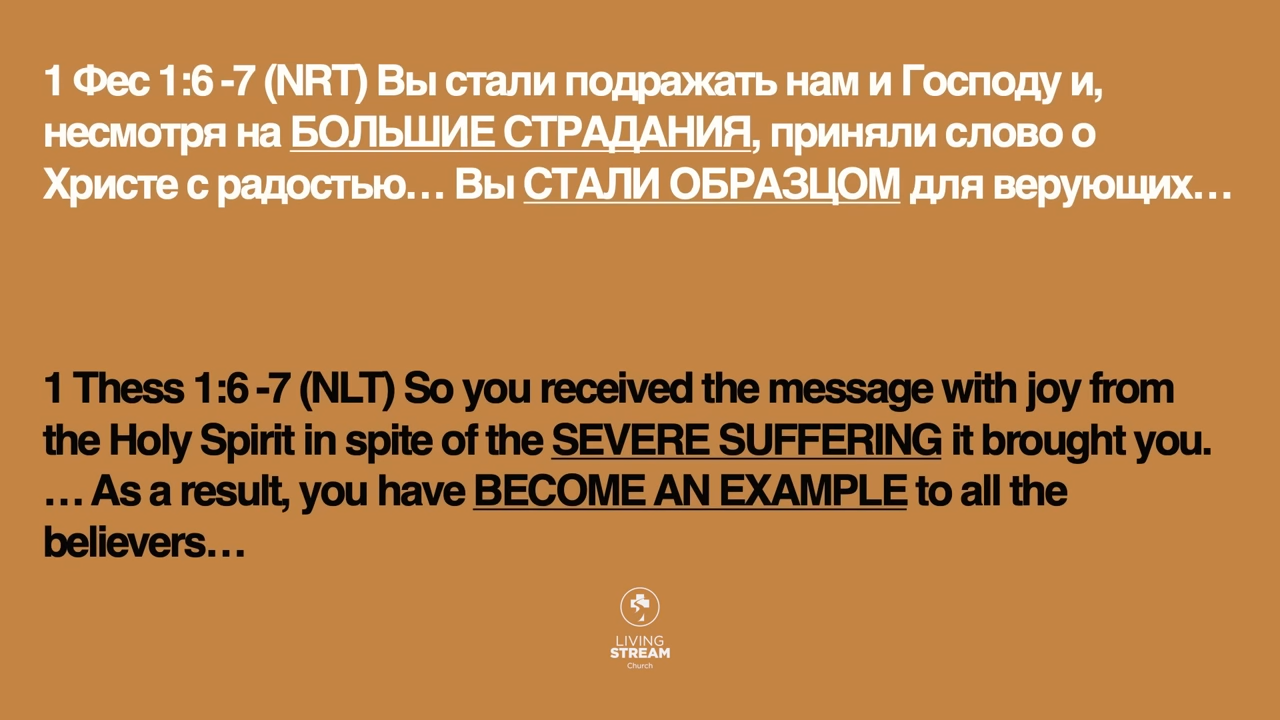 1 Фес 1:6 -7 (NRT) Вы стали подражать нам и Господу и,
несмотря на БОЛЬШИЕ СТРАДАНИЯ, приняли слово о
Христе с радостью… Вы СТАЛИ ОБРАЗЦОМ для верующих…
1 Thess 1:6 -7 (NLT) So you received the message with joy from
the Holy Spirit in spite of the SEVERE SUFFERING it brought you.
… As a result, you have BECOME AN EXAMPLE to all the
believers…
LIVING
STREAM
Church